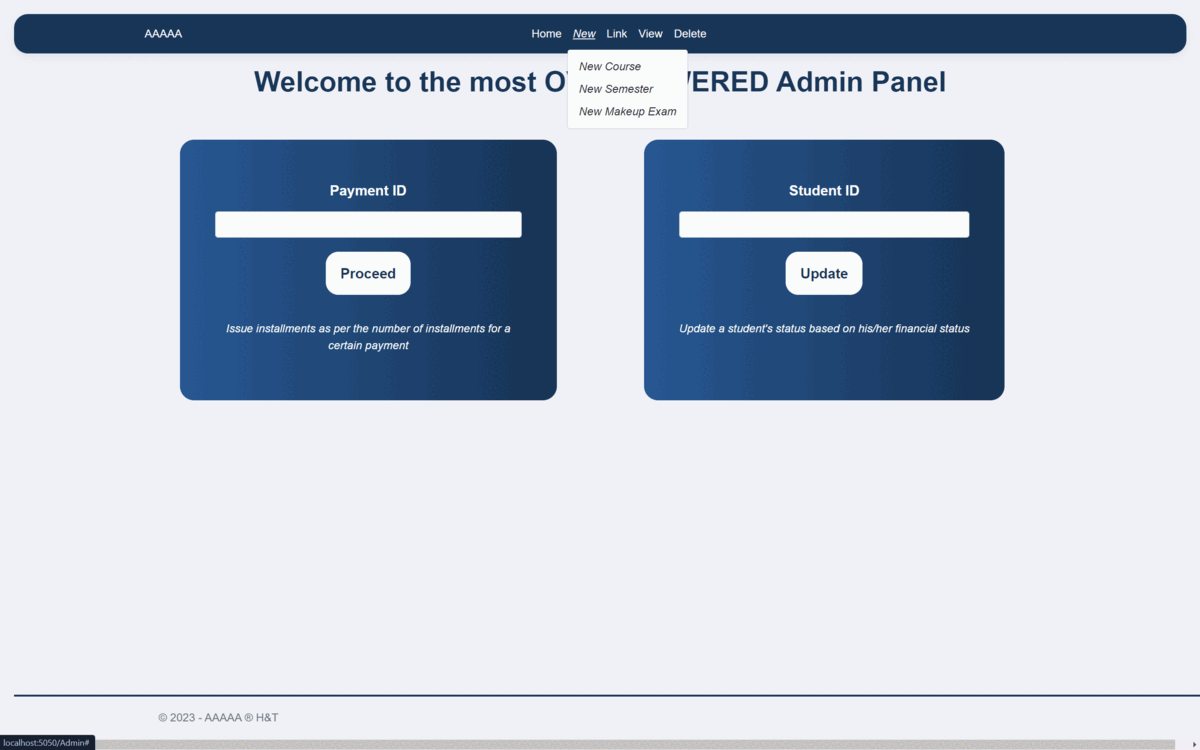 AAAAA
Home New Link View Delete
New Course
New Semester
New Makeup Exam
Welcome to the most O ERED Admin Panel
Payment ID
Proceed
Issue installments as per the number of installments for a
certain payment
Student ID
Update
Update a student's status based on his/her financial status
© 2023 - AAAAA ® H&T
localhost:5050/Admin#